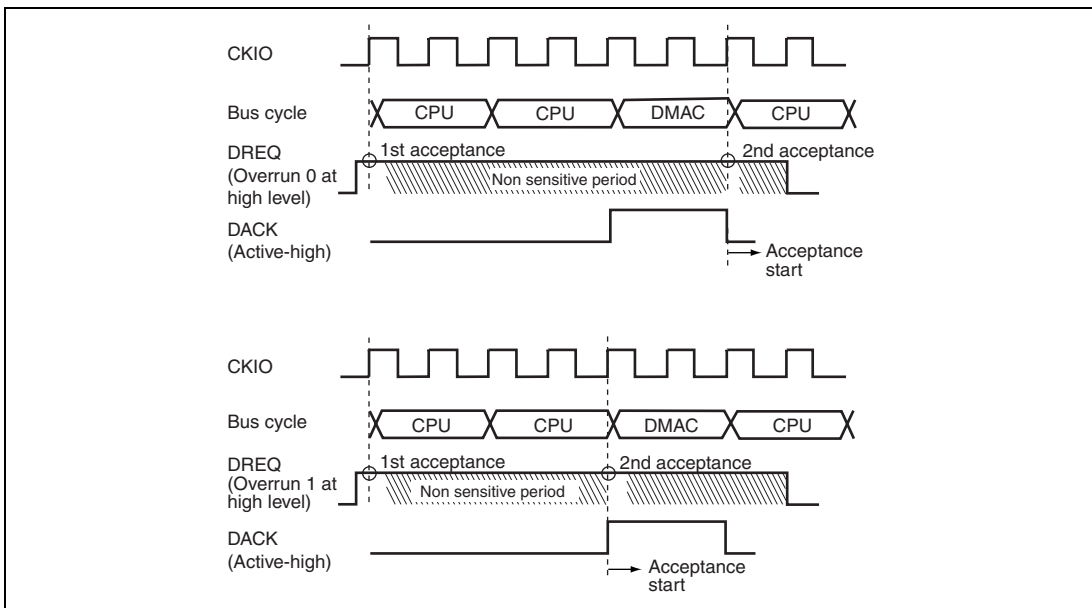 CKIO
Bus cycle
CPU CPU DMAC CPU
DREQ
(Overrun 0 at
high level)
1st acceptance
2nd acceptance
Non sensitive period
DACK
(Active-high)
Acceptance
start
CKIO
Bus cycle
CPU CPU DMAC CPU
DREQ
(Overrun 1 at
high level)
1st acceptance
2nd acceptance
Non sensitive period
DACK
(Active-high)
Acceptance
start